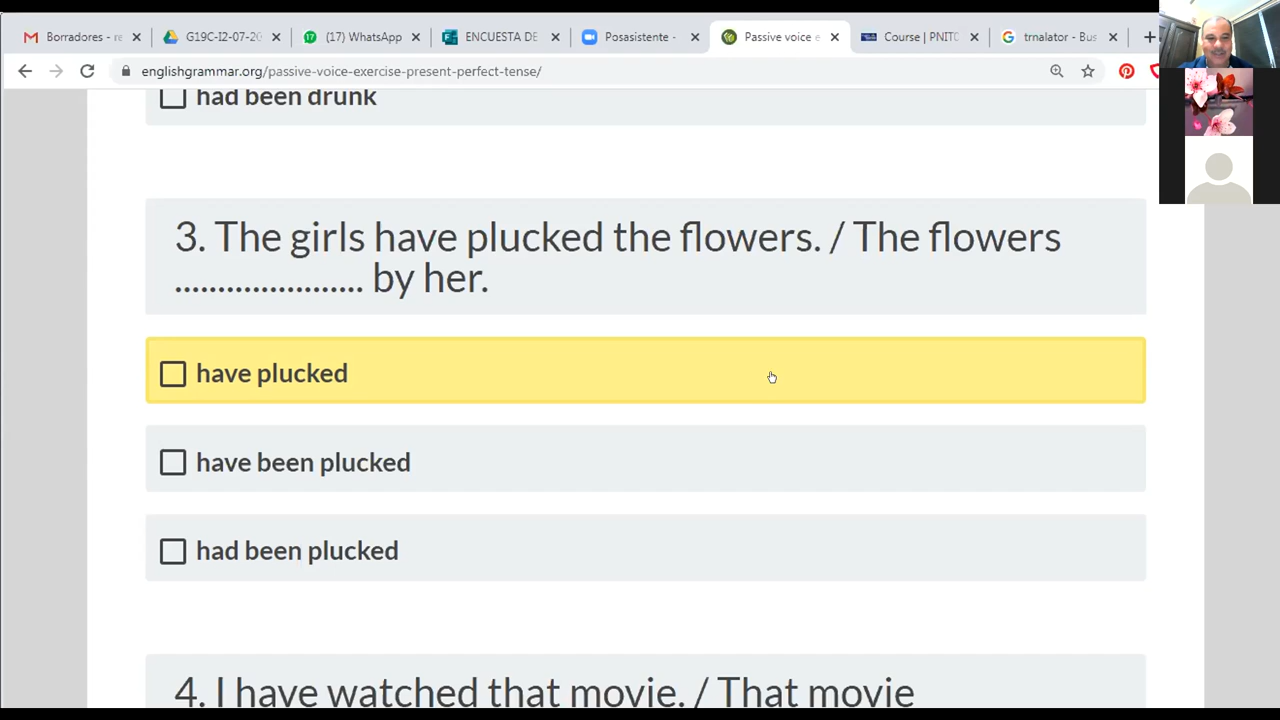 Borradores - re
G19C-I2-07-20
(17) WhatsApp
ENCUESTA DE
Posasistente -
Passive voice e
Course | PNITC
trnalator - Bus
englishgrammar.org/passive-voice-exercise-present-perfect-tense/
had been drunk
3. The girls have plucked the flowers. / The flowers
...................... by her.
have plucked
have been plucked
had been plucked
4. I have watched that movie. / That movie